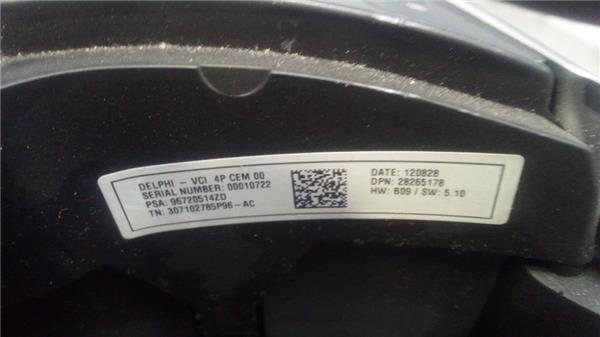 DELPHI - VCI 4P CEM 00
SERIAL NUMBER: 00010722
PSA: 96720514ZD
TN: 307102785P96-AC
DATE: 120828
DPN: 28265178
HW: B09 / SW: 5.10